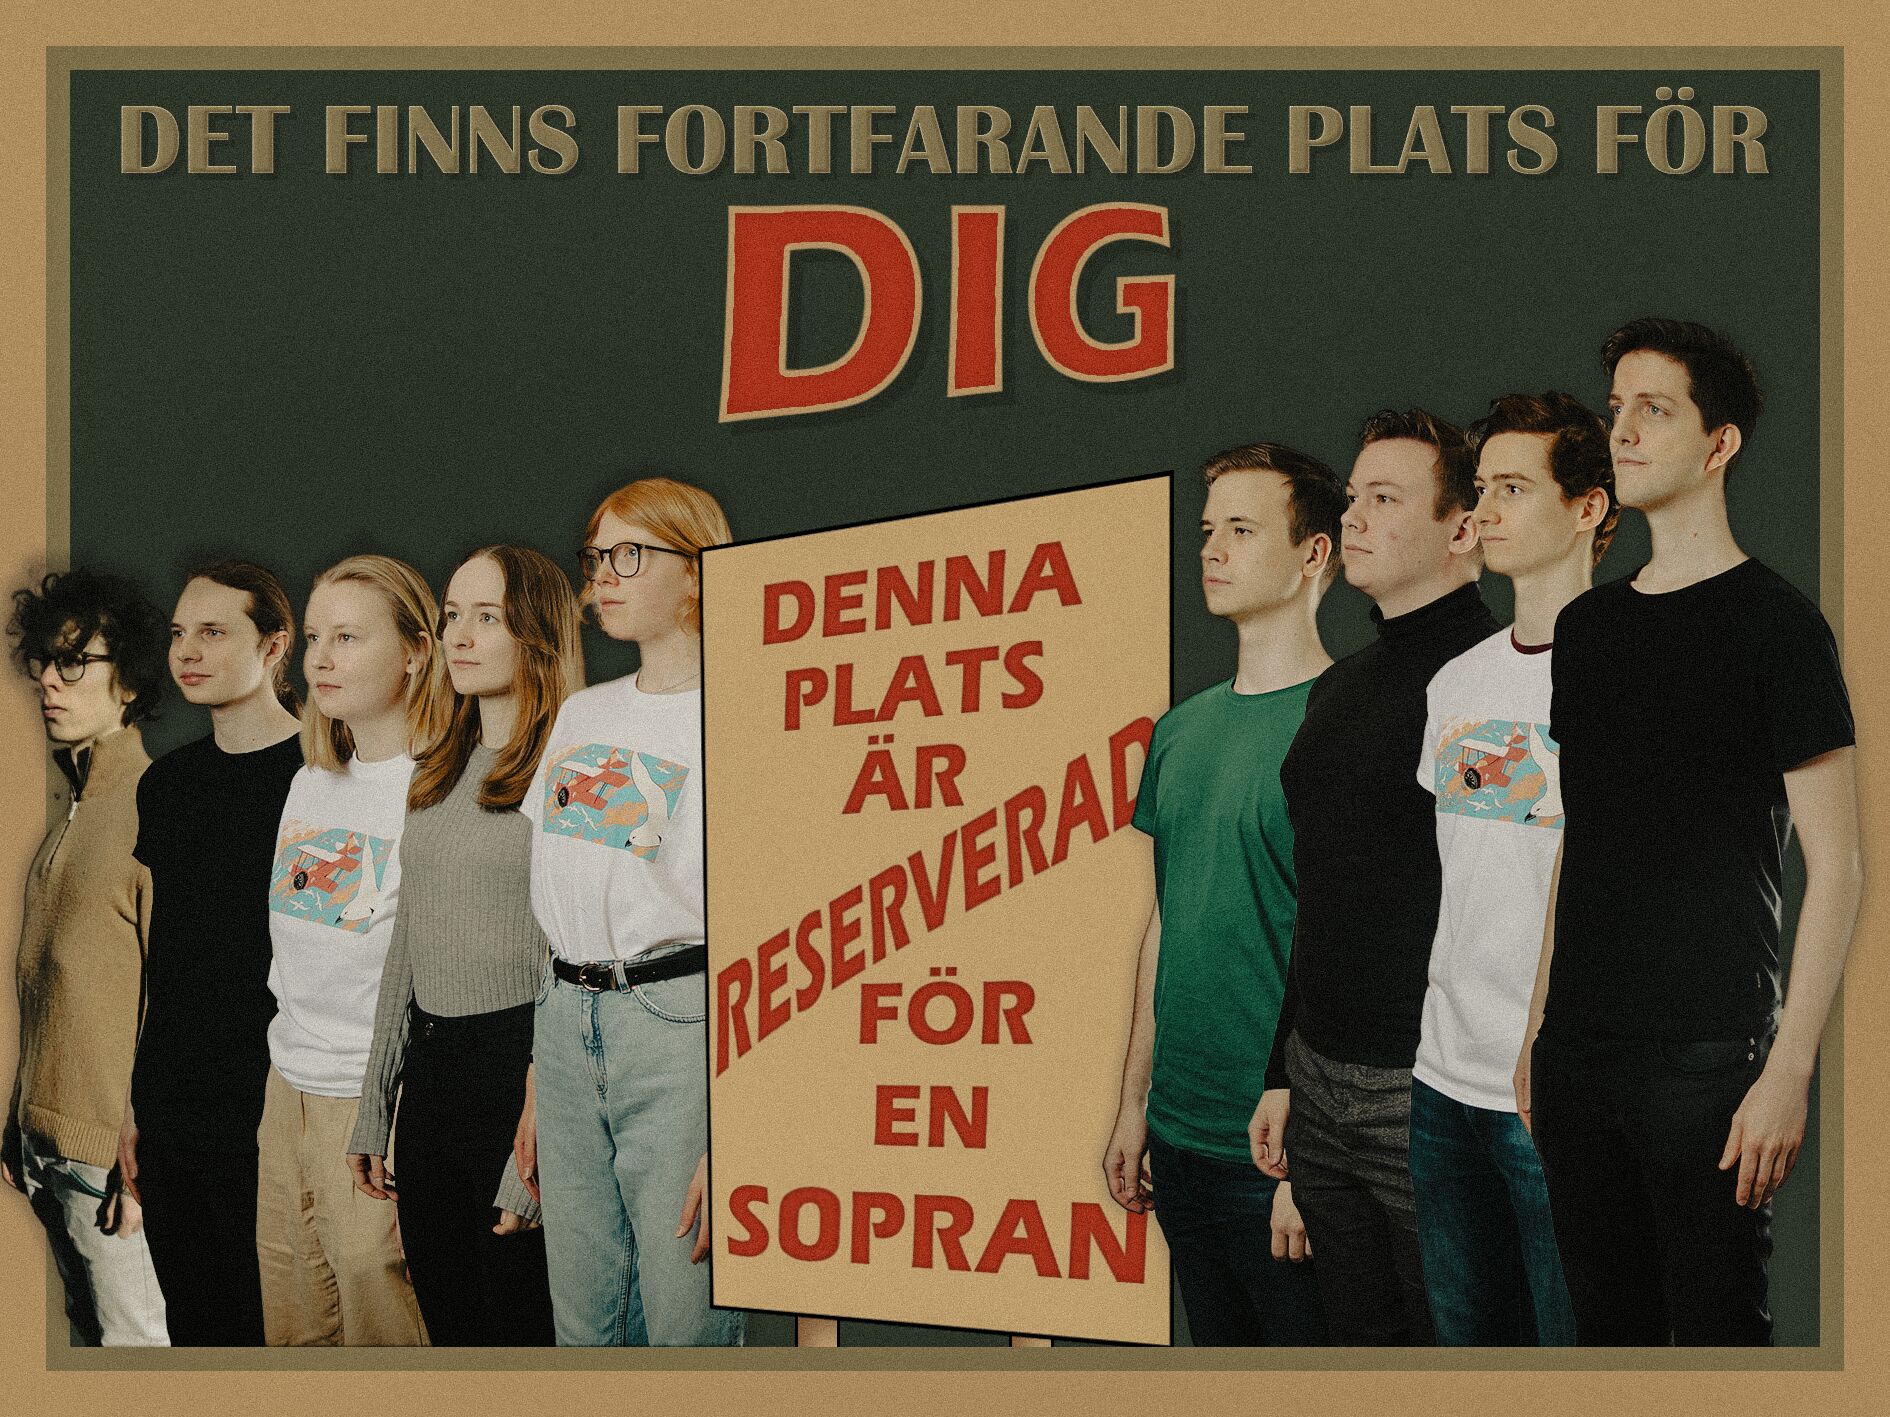 DET FINNS FORTFARANDE PLATS FÖR
DIG
DENNA
PLATS
ÄR
RESERVERAD
FÖR
EN
SOPRAN